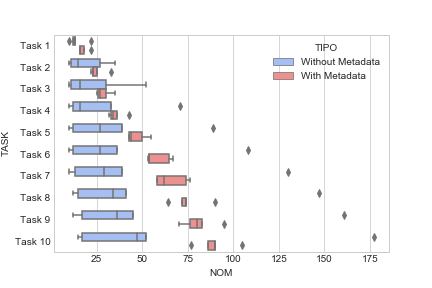 TIPO
Without Metadata
With Metadata
TASK
Task 1
Task 2
Task 3
Task 4
Task 5
Task 6
Task 7
Task 8
Task 9
Task 10
25 50 75 100 125 150 175
NOM